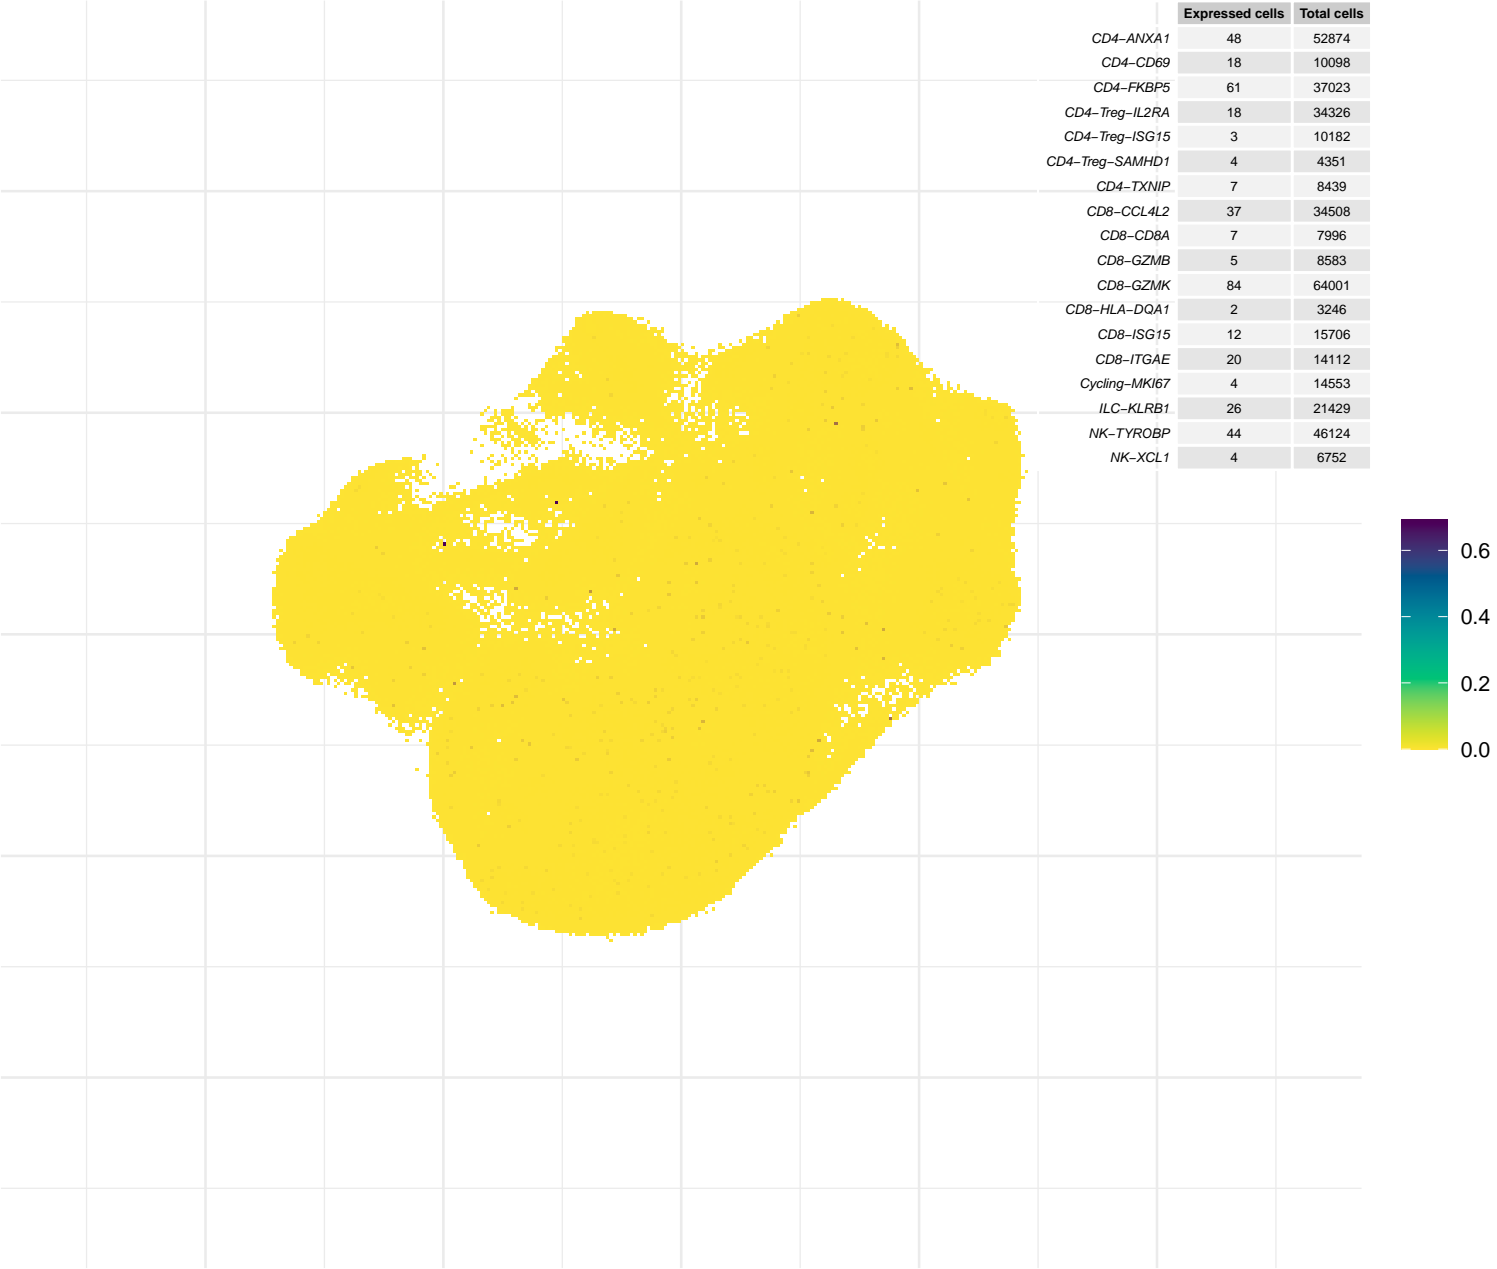 Expressed cells Total cells
CD4−ANXA1 48 52874
CD4−CD69 18 10098
CD4−FKBP5 61 37023
CD4−Treg−IL2RA 18 34326
CD4−Treg−ISG15 3 10182
CD4−Treg−SAMHD1 4 4351
CD4−TXNIP 7 8439
CD8−CCL4L2 37 34508
CD8−CD8A 7 7996
CD8−GZMB 5 8583
CD8−GZMK 84 64001
CD8−HLA−DQA1 2 3246
CD8−ISG15 12 15706
CD8−ITGAE 20 14112
Cycling−MKI67 4 14553
ILC−KLRB1 26 21429
NK−TYROBP 44 46124
NK−XCL1 4 6752
0.6
0.4
0.2
0.0